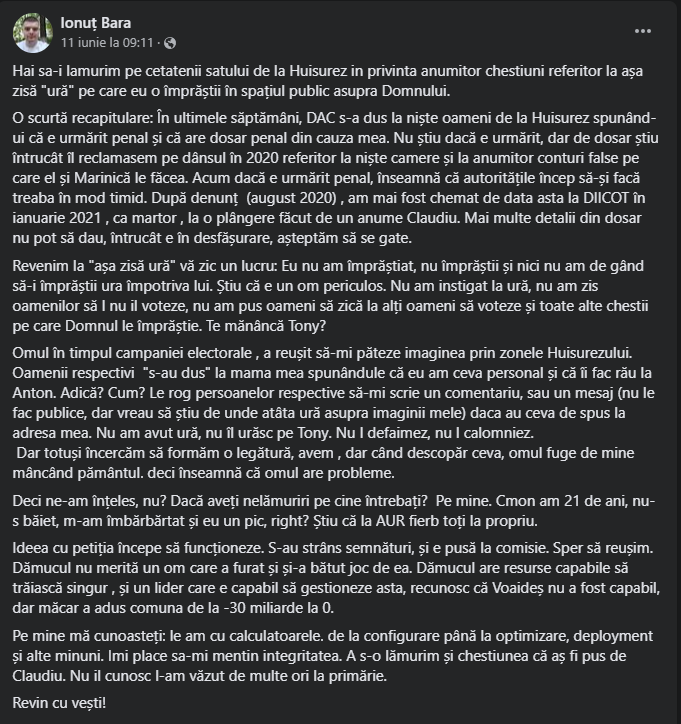 Ionuț Bara
11 iunie la 09:11 ·
Hai sa-i lamurim pe cetatenii satului de la Huisurez in privinta anumitor chestiuni referitor la așa
zisă "ură" pe care eu o împrăștii în spațiul public asupra Domnului.
O scurtă recapitulare: În ultimele săptămâni, DAC s-a dus la niște oameni de la Huisurez spunând-
ui că e urmărit penal și că are dosar penal din cauza mea. Nu știu dacă e urmărit, dar de dosar știu
întrucât îl reclamasem pe dânsul în 2020 referitor la niște camere și la anumitor conturi false pe
care el și Marinică le făcea. Acum dacă e urmărit penal, înseamnă că autoritățile încep să-și facă
treaba în mod timid. După denunț  (august 2020) , am mai fost chemat de data asta la DIICOT în
ianuarie 2021 , ca martor , la o plângere făcut de un anume Claudiu. Mai multe detalii din dosar
nu pot să dau, întrucât e în desfășurare, așteptăm să se gate.
Revenim la "așa zisă ură" vă zic un lucru: Eu nu am împrăștiat, nu împrăștii și nici nu am de gând
să-i împrăștii ura împotriva lui. Știu că e un om periculos. Nu am instigat la ură, nu am zis
oamenilor să l nu il voteze, nu am pus oameni să zică la alți oameni să voteze și toate alte chestii
pe care Domnul le împrăștie. Te mănâncă Tony?
Omul în timpul campaniei electorale , a reușit să-mi păteze imaginea prin zonele Huisurezului.
Oamenii respectivi  "s-au dus" la mama mea spunândule că eu am ceva personal și că îi fac rău la
Anton. Adică? Cum? Le rog persoanelor respective să-mi scrie un comentariu, sau un mesaj (nu le
fac publice, dar vreau să știu de unde atâta ură asupra imaginii mele) daca au ceva de spus la
adresa mea. Nu am avut ură, nu îl urăsc pe Tony. Nu l defaimez, nu l calomniez.
Dar totuși încercăm să formăm o legătură, avem , dar când descopăr ceva, omul fuge de mine
mâncând pământul. deci înseamnă că omul are probleme.
Deci ne-am înțeles, nu? Dacă aveți nelămuriri pe cine întrebați?  Pe mine. Cmon am 21 de ani, nu-
s băiet, m-am îmbărbărtat și eu un pic, right? Știu că la AUR fierb toți la propriu.
Ideea cu petiția începe să funcționeze. S-au strâns semnături, și e pusă la comisie. Sper să reușim.
Dămucul nu merită un om care a furat și și-a bătut joc de ea. Dămucul are resurse capabile să
trăiască singur , și un lider care e capabil să gestioneze asta, recunosc că Voaideș nu a fost capabil,
dar măcar a adus comuna de la -30 miliarde la 0.
Pe mine mă cunoasteți: le am cu calculatoarele. de la configurare până la optimizare, deployment
și alte minuni. Imi place sa-mi mentin integritatea. A s-o lămurim și chestiunea că aș fi pus de
Claudiu. Nu il cunosc l-am văzut de multe ori la primărie.
Revin cu vești!